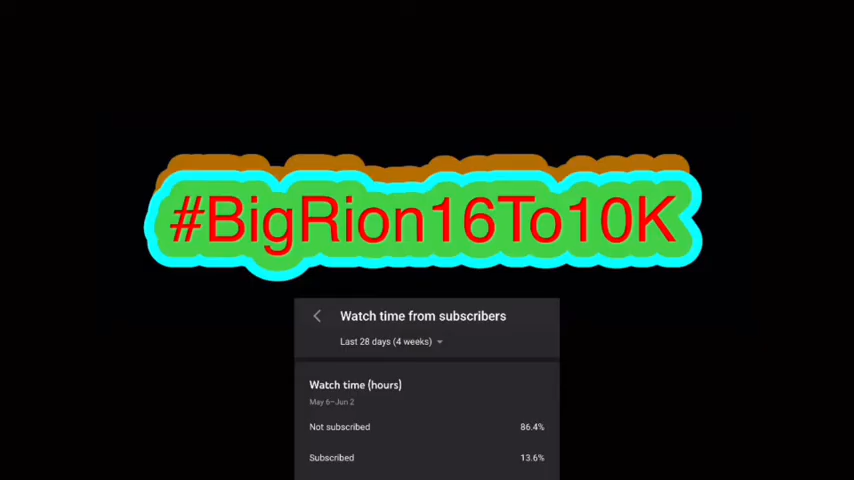 #BigRion16To10K
Watch time from subscribers
Last 28 days (4 weeks)
Watch time (hours)
May 6–Jun 2
Not subscribed 86.4%
Subscribed 13.6%